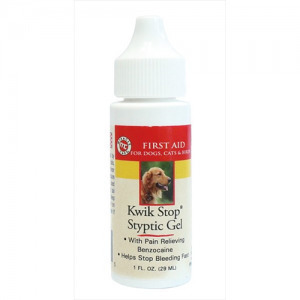 FIRST AID
FOR DOGS, CATS & BIRDS
Kwik Stop®
Styptic Gel
• With Pain Relieving
Benzocaine
• Helps Stop Bleeding Fast
1 FL. OZ. (29 ML)